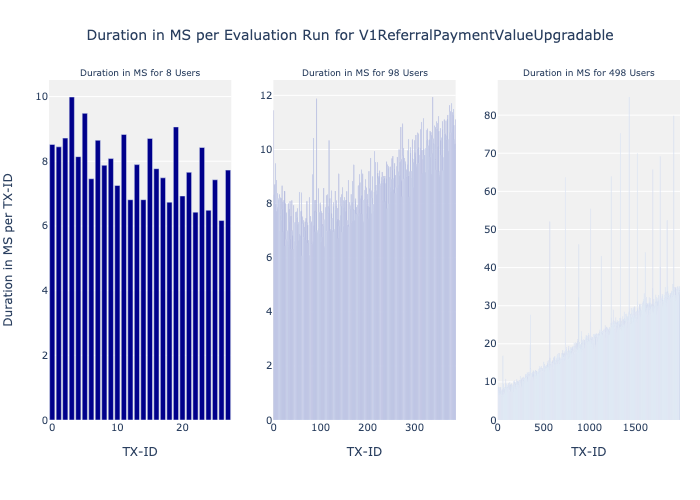 Duration in MS per Evaluation Run for V1ReferralPaymentValueUpgradable
Duration in MS for 8 Users
Duration in MS for 98 Users
Duration in MS for 498 Users
Duration in MS per TX-ID
10
8
6
4
2
0
0 10 20
TX-ID
12
10
8
6
4
2
0
0 100 200 300
TX-ID
80
70
60
50
40
30
20
10
0
0 500 1000 1500
TX-ID